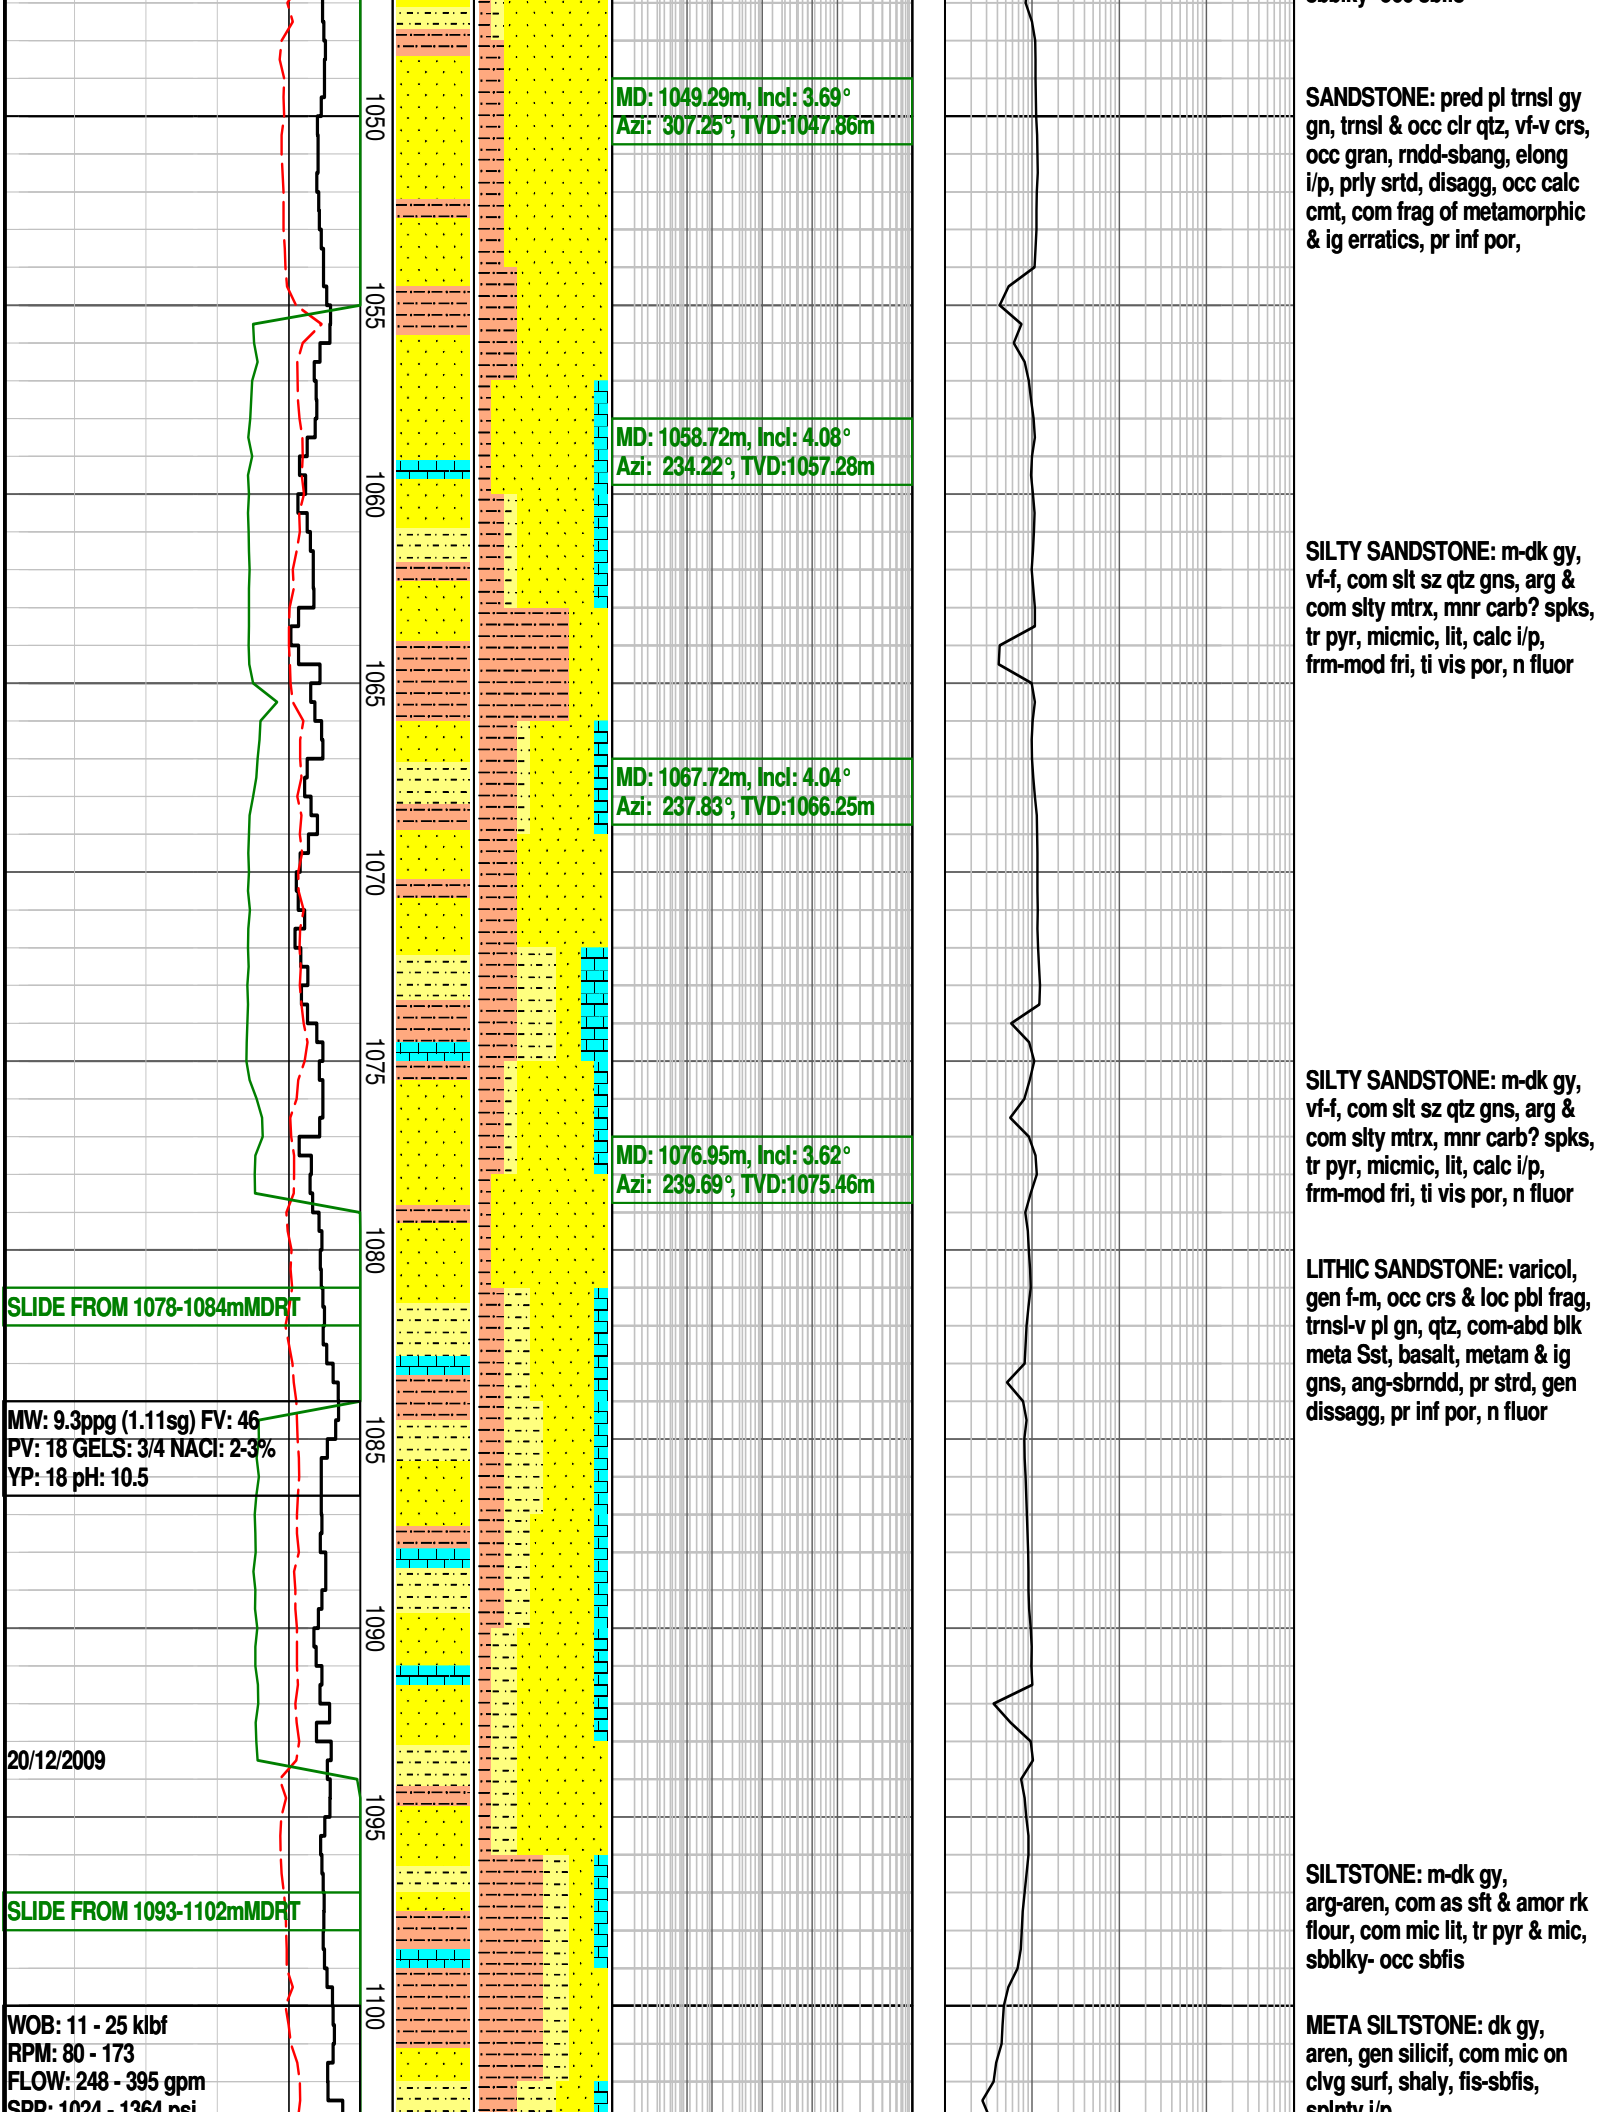 SANDSTONE: pred pl trnsl gy
gn, trnsl & occ clr qtz, vf-v crs,
occ gran, rndd-sbang, elong
i/p, prly srtd, disagg, occ calc
cmt, com frag of metamorphic
& ig erratics, pr inf por,
1050
MD: 1049.29m, Incl: 3.69°
Azi: 307.25°, TVD:1047.86m
1055
MD: 1058.72m, Incl: 4.08°
Azi: 234.22°, TVD:1057.28m
1060
SILTY SANDSTONE: m-dk gy,
vf-f, com slt sz qtz gns, arg &
com slty mtrx, mnr carb? spks,
tr pyr, micmic, lit, calc i/p,
frm-mod fri, ti vis por, n fluor
1065
MD: 1067.72m, Incl: 4.04°
Azi: 237.83°, TVD:1066.25m
1070
1075
SILTY SANDSTONE: m-dk gy,
vf-f, com slt sz qtz gns, arg &
com slty mtrx, mnr carb? spks,
tr pyr, micmic, lit, calc i/p,
frm-mod fri, ti vis por, n fluor
MD: 1076.95m, Incl: 3.62°
Azi: 239.69°, TVD:1075.46m
1080
LITHIC SANDSTONE: varicol,
gen f-m, occ crs & loc pbl frag,
trnsl-v pl gn, qtz, com-abd blk
meta Sst, basalt, metam & ig
gns, ang-sbrndd, pr strd, gen
dissagg, pr inf por, n fluor
SLIDE FROM 1078-1084mMDRT
MW: 9.3ppg (1.11sg) FV: 46
PV: 18 GELS: 3/4 NACl: 2-3%
YP: 18 pH: 10.5
1085
1090
20/12/2009
1095
SLIDE FROM 1093-1102mMDRT
SILTSTONE: m-dk gy,
arg-aren, com as sft & amor rk
flour, com mic lit, tr pyr & mic,
sbblky- occ sbfis
1100
WOB: 11 - 25 klbf
RPM: 80 - 173
FLOW: 248 - 395 gpm
SPP: 1024 - 1364 psi
META SILTSTONE: dk gy,
aren, gen silicif, com mic on
clvg surf, shaly, fis-sbfis,
splnty i/p